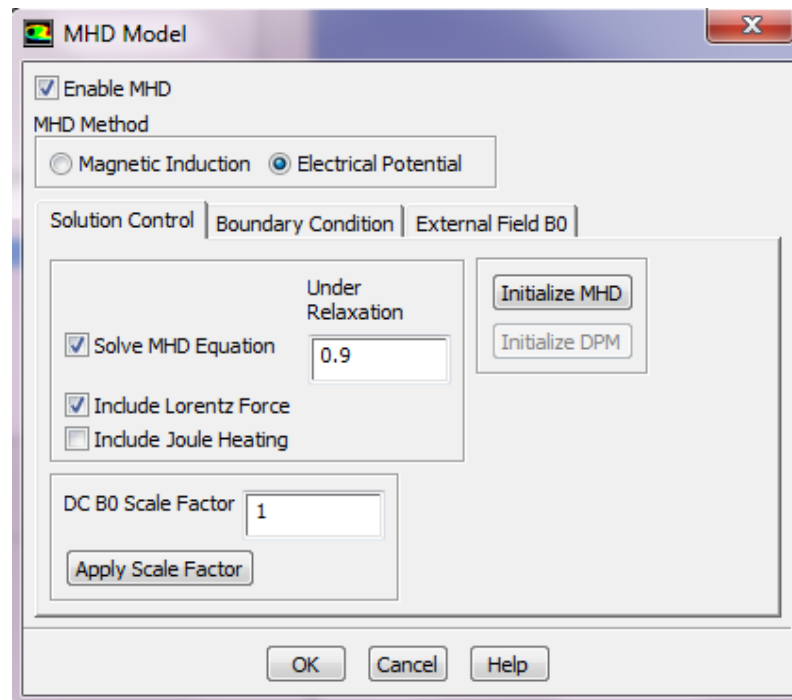 MHD Model
Enable MHD
MHD Method
Magnetic Induction Electrical Potential
Solution Control Boundary Condition External Field B0
Under
Relaxation
Solve MHD Equation 0.9
Include Lorentz Force
Include Joule Heating
Initialize MHD
Initialize DPM
DC B0 Scale Factor 1
Apply Scale Factor
OK Cancel Help